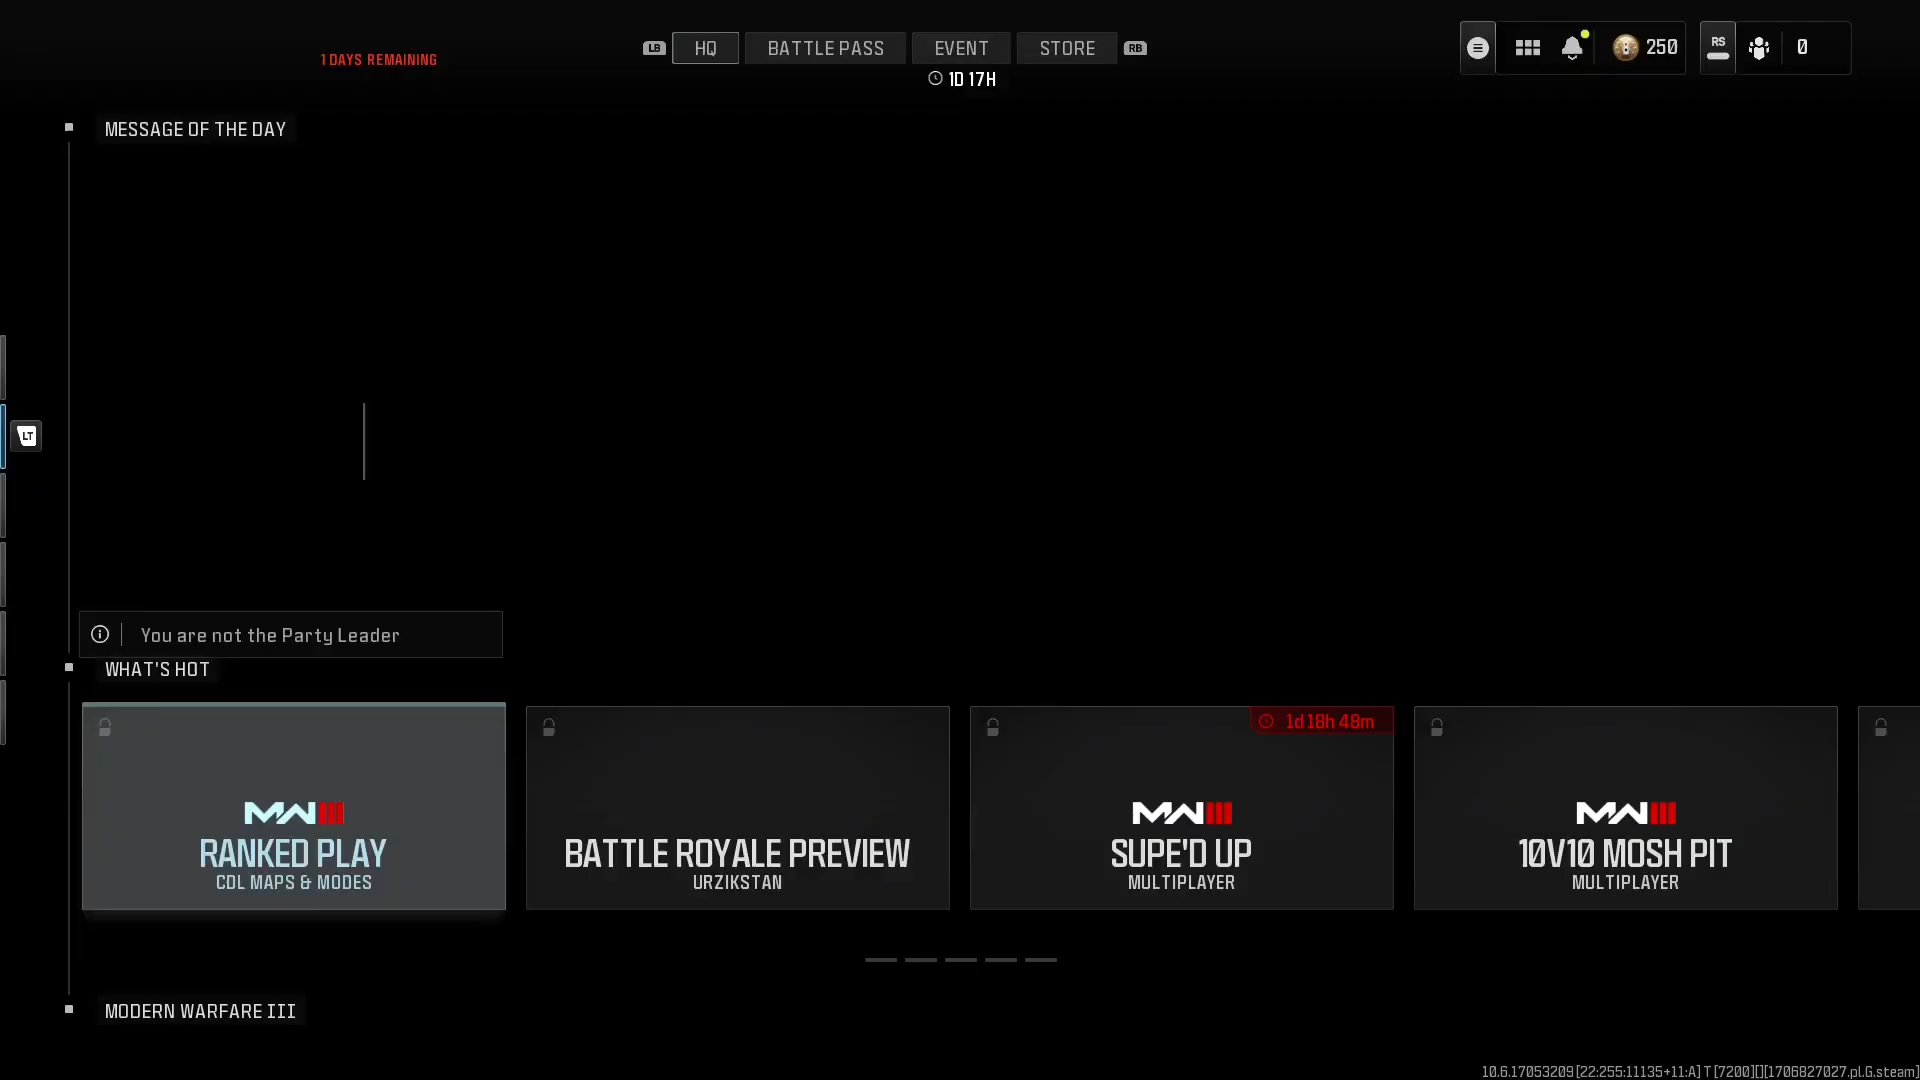 1 DAYS REMAINING
LB HQ BATTLE PASS EVENT STORE RB
1D 17H
250
RS
0
MESSAGE OF THE DAY
LT
You are not the Party Leader
WHAT'S HOT
1d 18h 48m
MWIII
RANKED PLAY
CDL MAPS & MODES
BATTLE ROYALE PREVIEW
URZIKSTAN
MWIII
SUPE'D UP
MULTIPLAYER
MWIII
10V10 MOSH PIT
MULTIPLAYER
MODERN WARFARE III
10.6.17053209 [22:255:11135+11:A] T [7200][][1706827027.pl.G.steam]